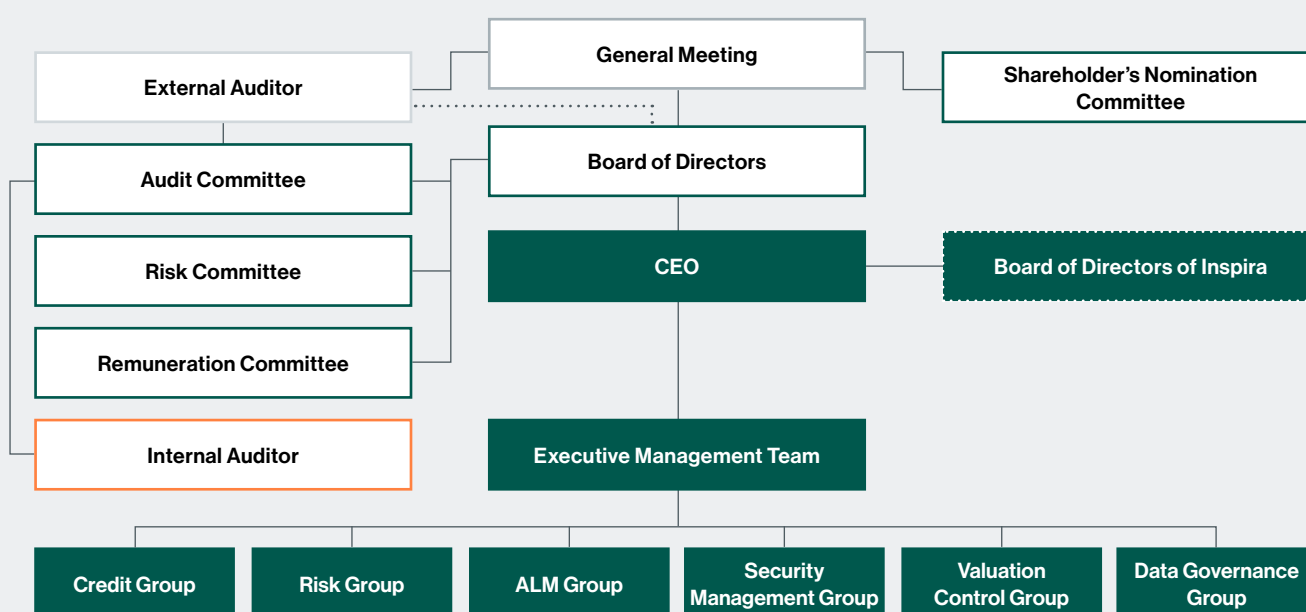 General Meeting
External Auditor
Shareholder’s Nomination
Committee
Board of Directors
Audit Committee
CEO
Board of Directors of Inspira
Risk Committee
Remuneration Committee
Internal Auditor
Executive Management Team
Credit Group
Risk Group
ALM Group
Security
Management Group
Valuation
Control Group
Data Governance
Group